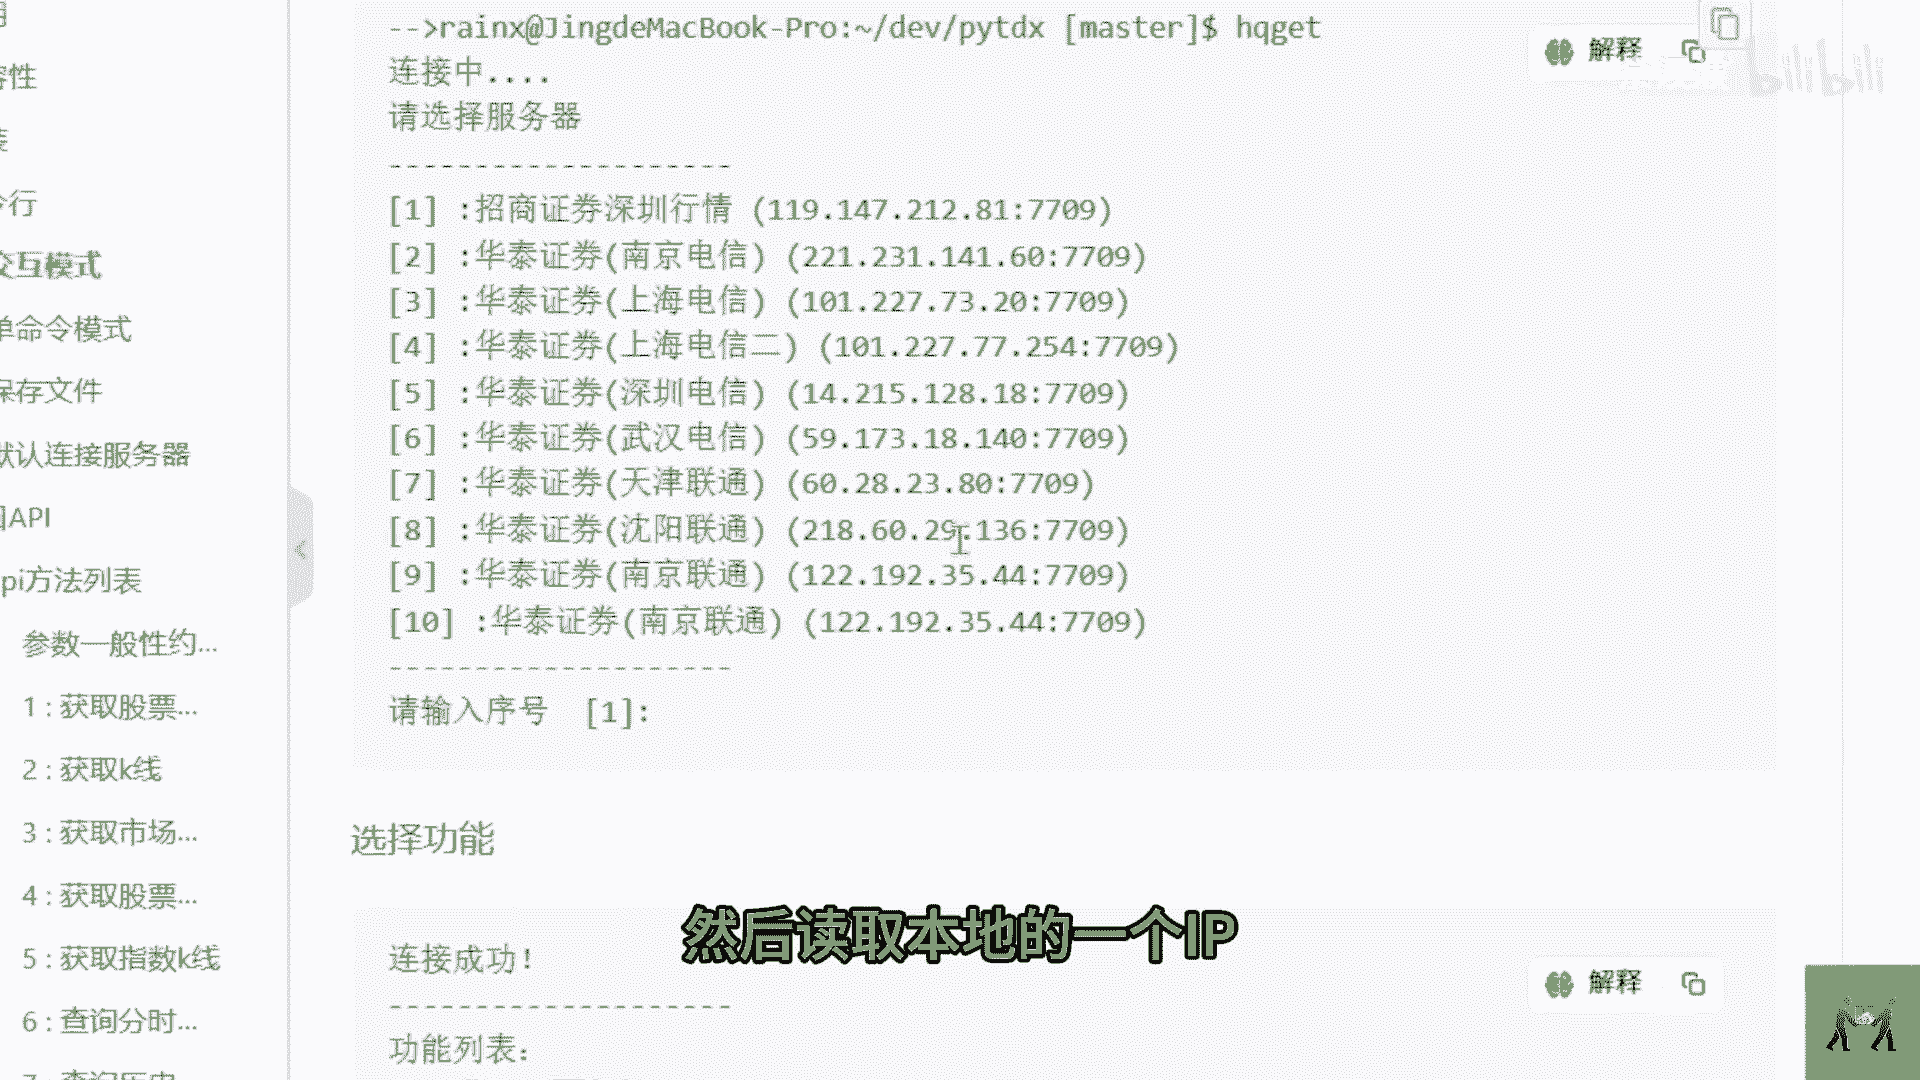 -->rainx@JingdeMacBook-Pro:~/dev/pytdx [master]$ hqget
连接中....
请选择服务器
--------------------
[1] :招商证券深圳行情 (119.147.212.81:7709)
[2] :华泰证券(南京电信) (221.231.141.60:7709)
[3] :华泰证券(上海电信) (101.227.73.20:7709)
[4] :华泰证券(上海电信二) (101.227.77.254:7709)
[5] :华泰证券(深圳电信) (14.215.128.18:7709)
[6] :华泰证券(武汉电信) (59.173.18.140:7709)
[7] :华泰证券(天津联通) (60.28.23.80:7709)
[8] :华泰证券(沈阳联通) (218.60.29.136:7709)
[9] :华泰证券(南京联通) (122.192.35.44:7709)
[10] :华泰证券(南京联通) (122.192.35.44:7709)
--------------------
请输入序号 [1]:
解释
bilibili
选择功能
连接成功!
--------------------
功能列表:
解释
然后读取本地的一个IP
性
行
交互模式
单命令模式
保存文件
默认连接服务器
API
pi方法列表
参数一般性约...
1 : 获取股票...
2 : 获取k线
3 : 获取市场...
4 : 获取股票...
5 : 获取指数k线
6 : 查询分时...
7 : 查询历史